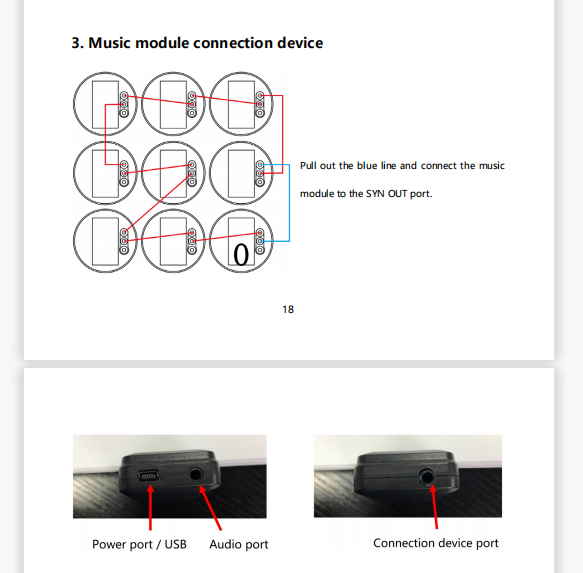 3. Music module connection device
Pull out the blue line and connect the music
module to the SYN OUT port.
0
18
Power port / USB
Audio port
Connection device port